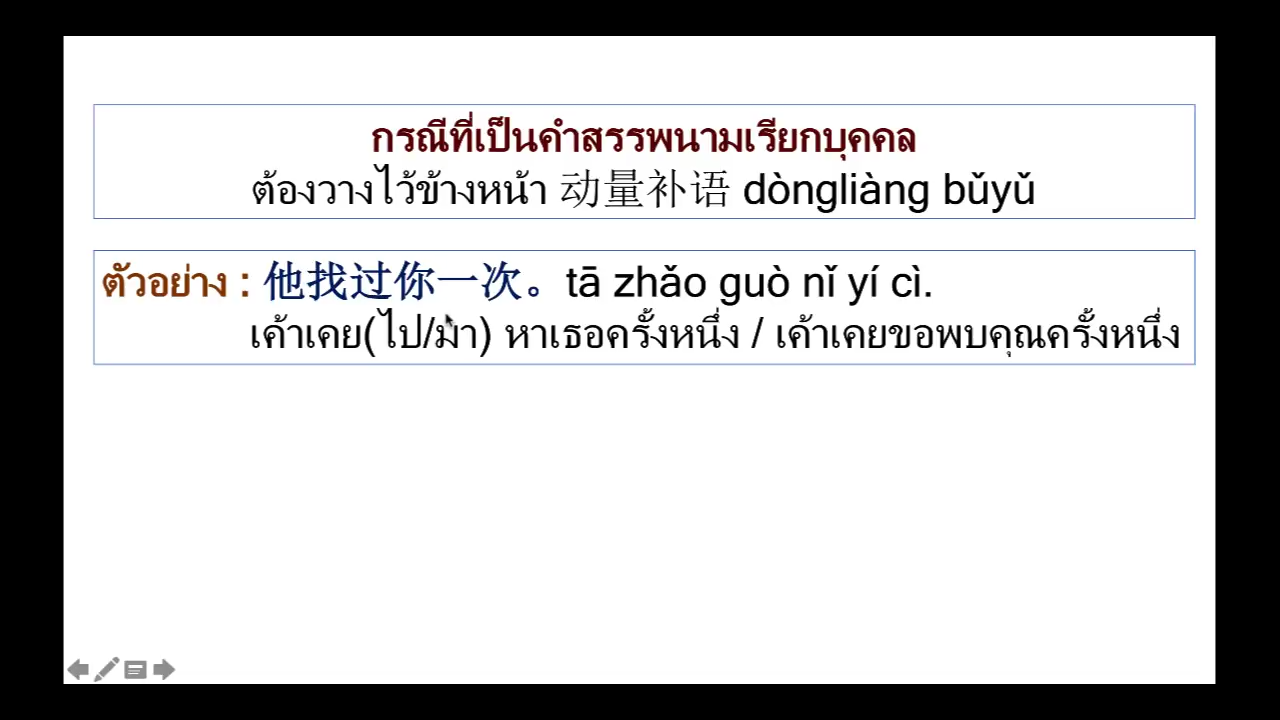 กรณีที่เป็นคำสรรพนามเรียกบุคคล
ต้องวางไว้ข้างหน้า 动量补语 dòngliàng bǔyǔ
ตัวอย่าง : 他找过你一次。tā zhǎo guò nǐ yí cì.
เค้าเคย(ไป/มา) หาเธอครั้งหนึ่ง / เค้าเคยขอพบคุณครั้งหนึ่ง